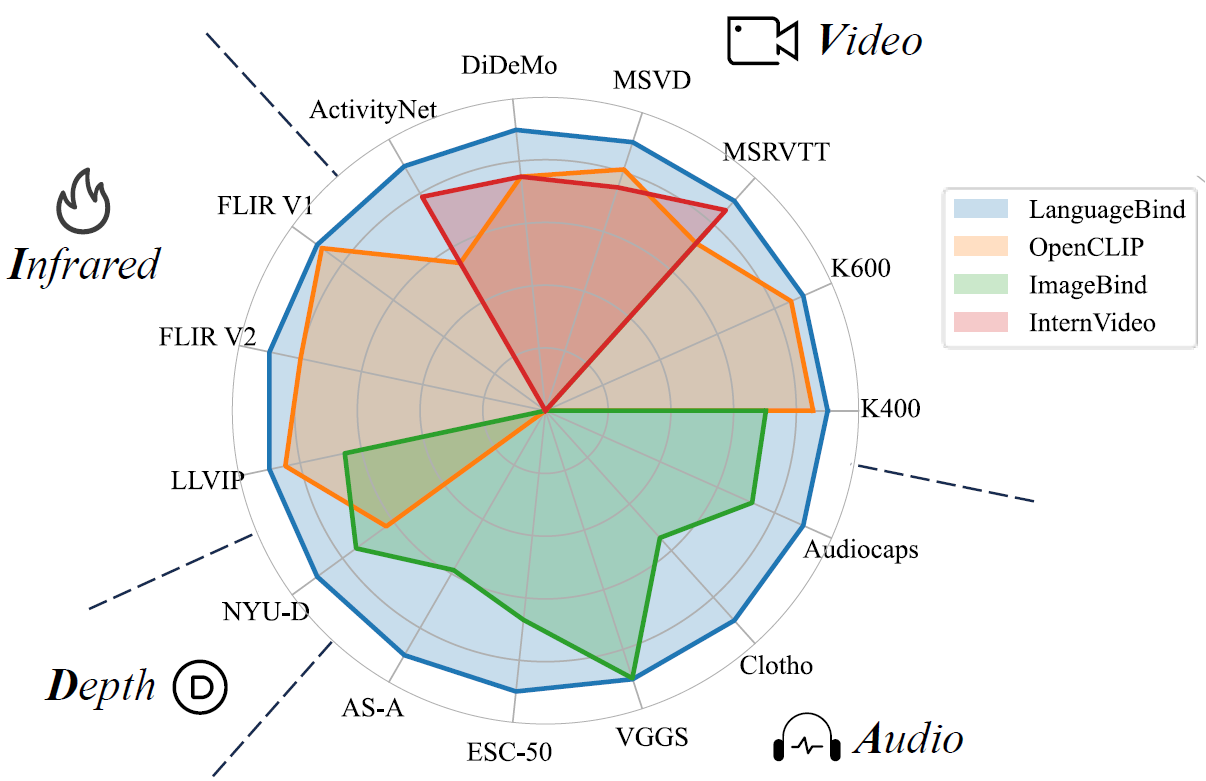 Video
DiDeMo
MSVD
ActivityNet
MSRVTT
FLIR V1
Infrared
LanguageBind
OpenCLIP
ImageBind
InternVideo
K600
FLIR V2
K400
LLVIP
Audiocaps
NYU-D
Clotho
Depth D
AS-A
ESC-50
VGGS
Audio